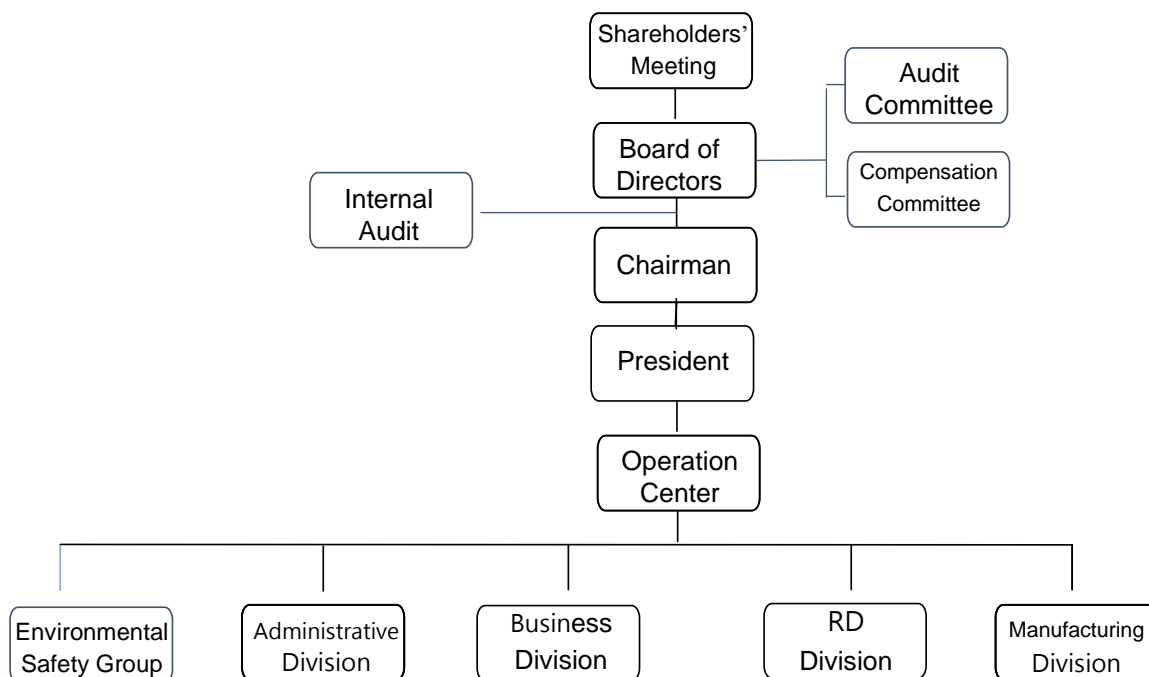 Shareholders’
Meeting
Audit
Committee
Board of
Directors
Compensation
Committee
Internal
Audit
Chairman
President
Operation
Center
Environmental
Safety Group
Administrative
Division
Business
Division
RD
Division
Manufacturing
Division